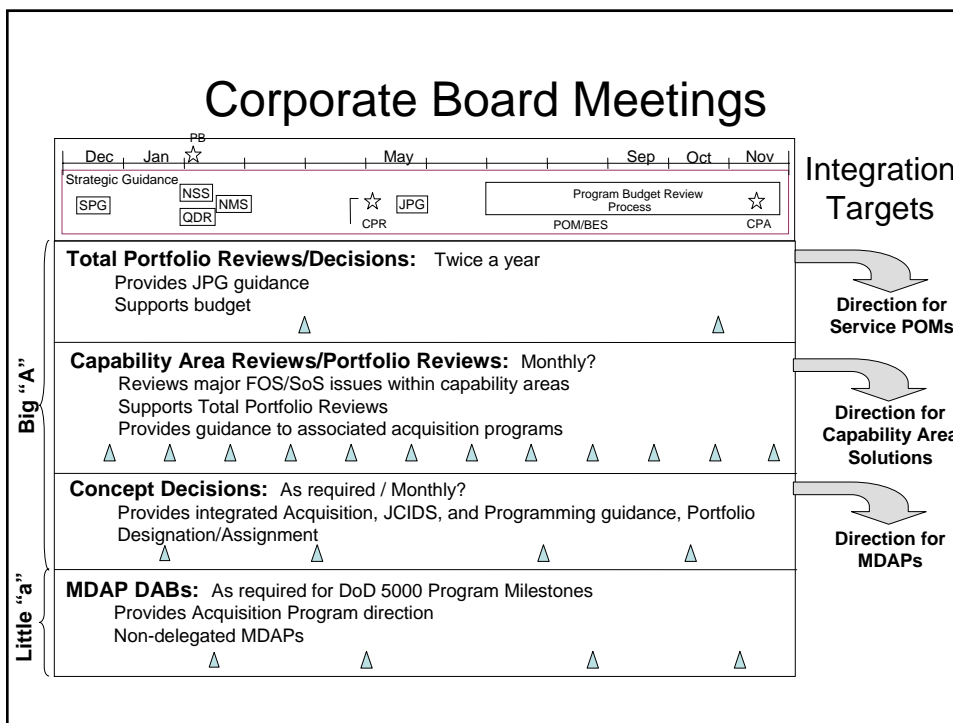 Corporate Board Meetings
PB
Dec Jan May Sep Oct Nov
Strategic Guidance
SPG
NSS
QDR
NMS
CPR
JPG
Program Budget Review
Process
POM/BES
CPA
Integration
Targets
Big “A”
Total Portfolio Reviews/Decisions: Twice a year
Provides JPG guidance
Supports budget
Direction for
Service POMs
Capability Area Reviews/Portfolio Reviews: Monthly?
Reviews major FOS/SoS issues within capability areas
Supports Total Portfolio Reviews
Provides guidance to associated acquisition programs
Direction for
Capability Area
Solutions
Concept Decisions: As required / Monthly?
Provides integrated Acquisition, JCIDS, and Programming guidance, Portfolio
Designation/Assignment
Direction for
MDAPs
Little “a”
MDAP DABs: As required for DoD 5000 Program Milestones
Provides Acquisition Program direction
Non-delegated MDAPs